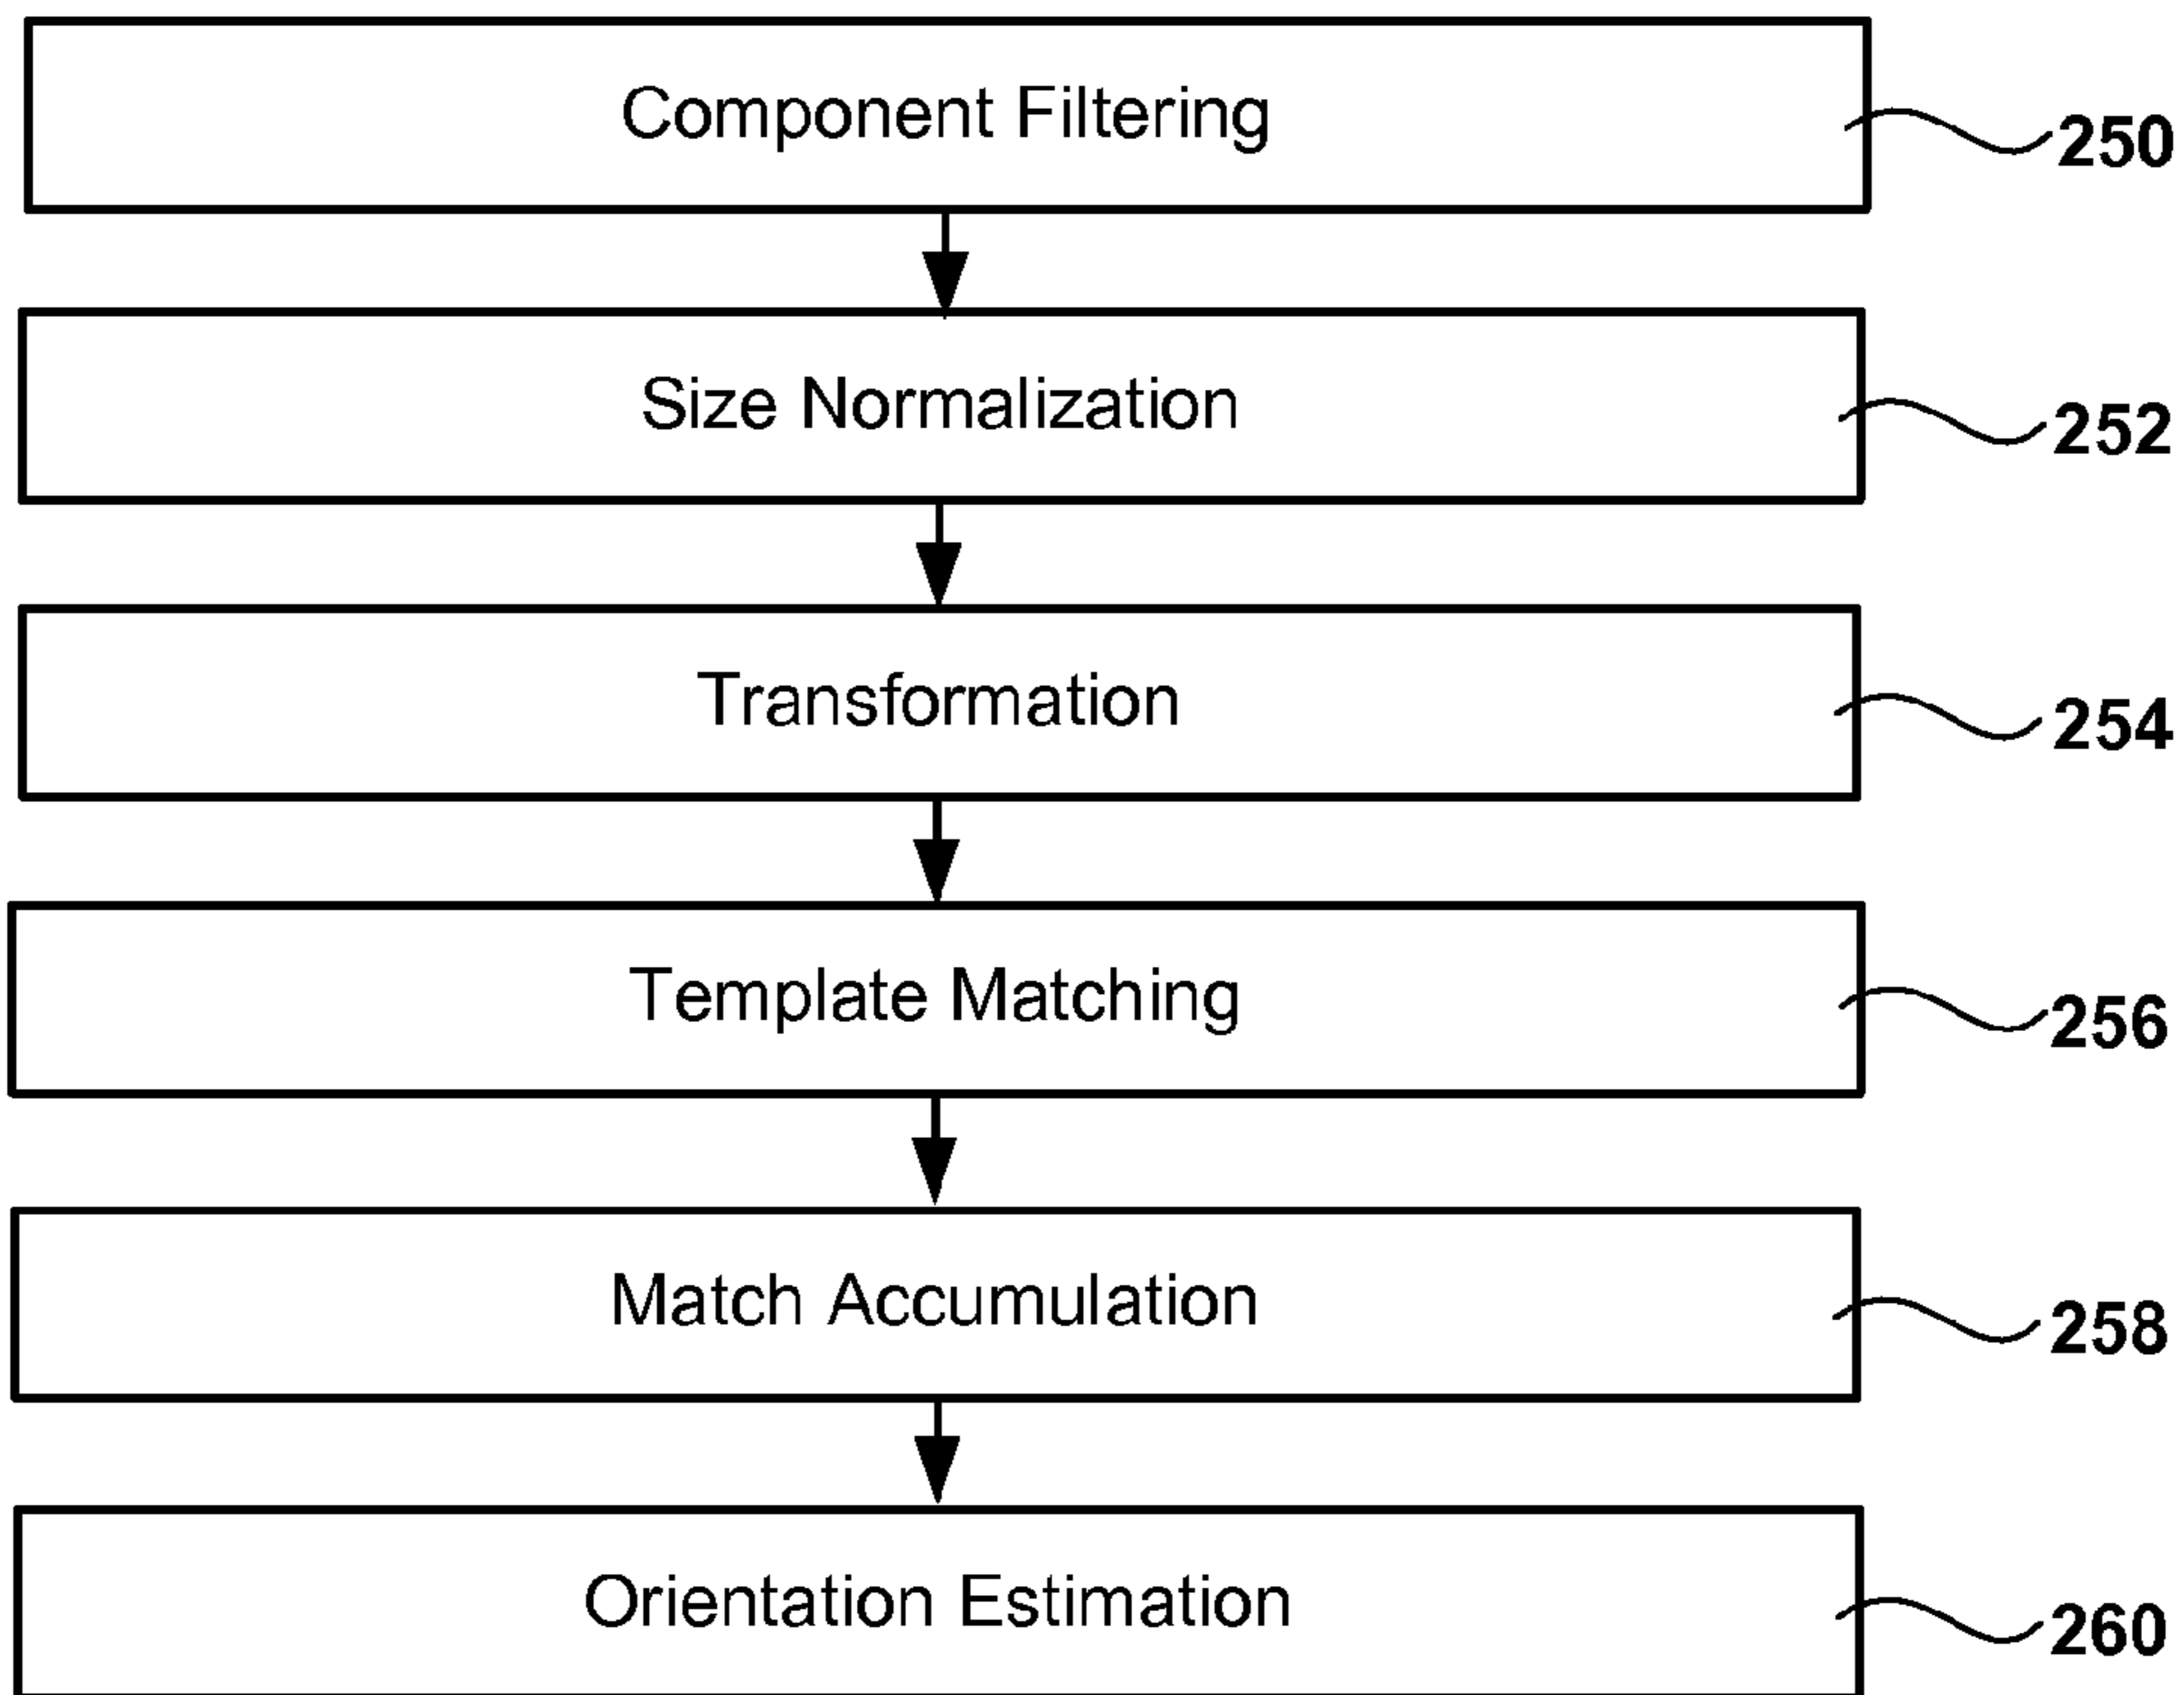 Component Filtering
250
Size Normalization
252
Transformation
254
Template Matching
256
Match Accumulation
258
Orientation Estimation
260